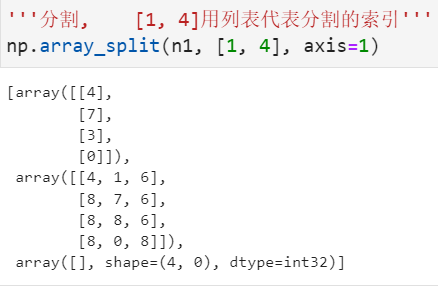 '''分割,    [1, 4]用列表代表分割的索引'''
np.array_split(n1, [1, 4], axis=1)
[array([[4],
        [7],
        [3],
        [0]]),
 array([[4, 1, 6],
        [8, 7, 6],
        [8, 8, 6],
        [8, 0, 8]]),
 array([], shape=(4, 0), dtype=int32)]